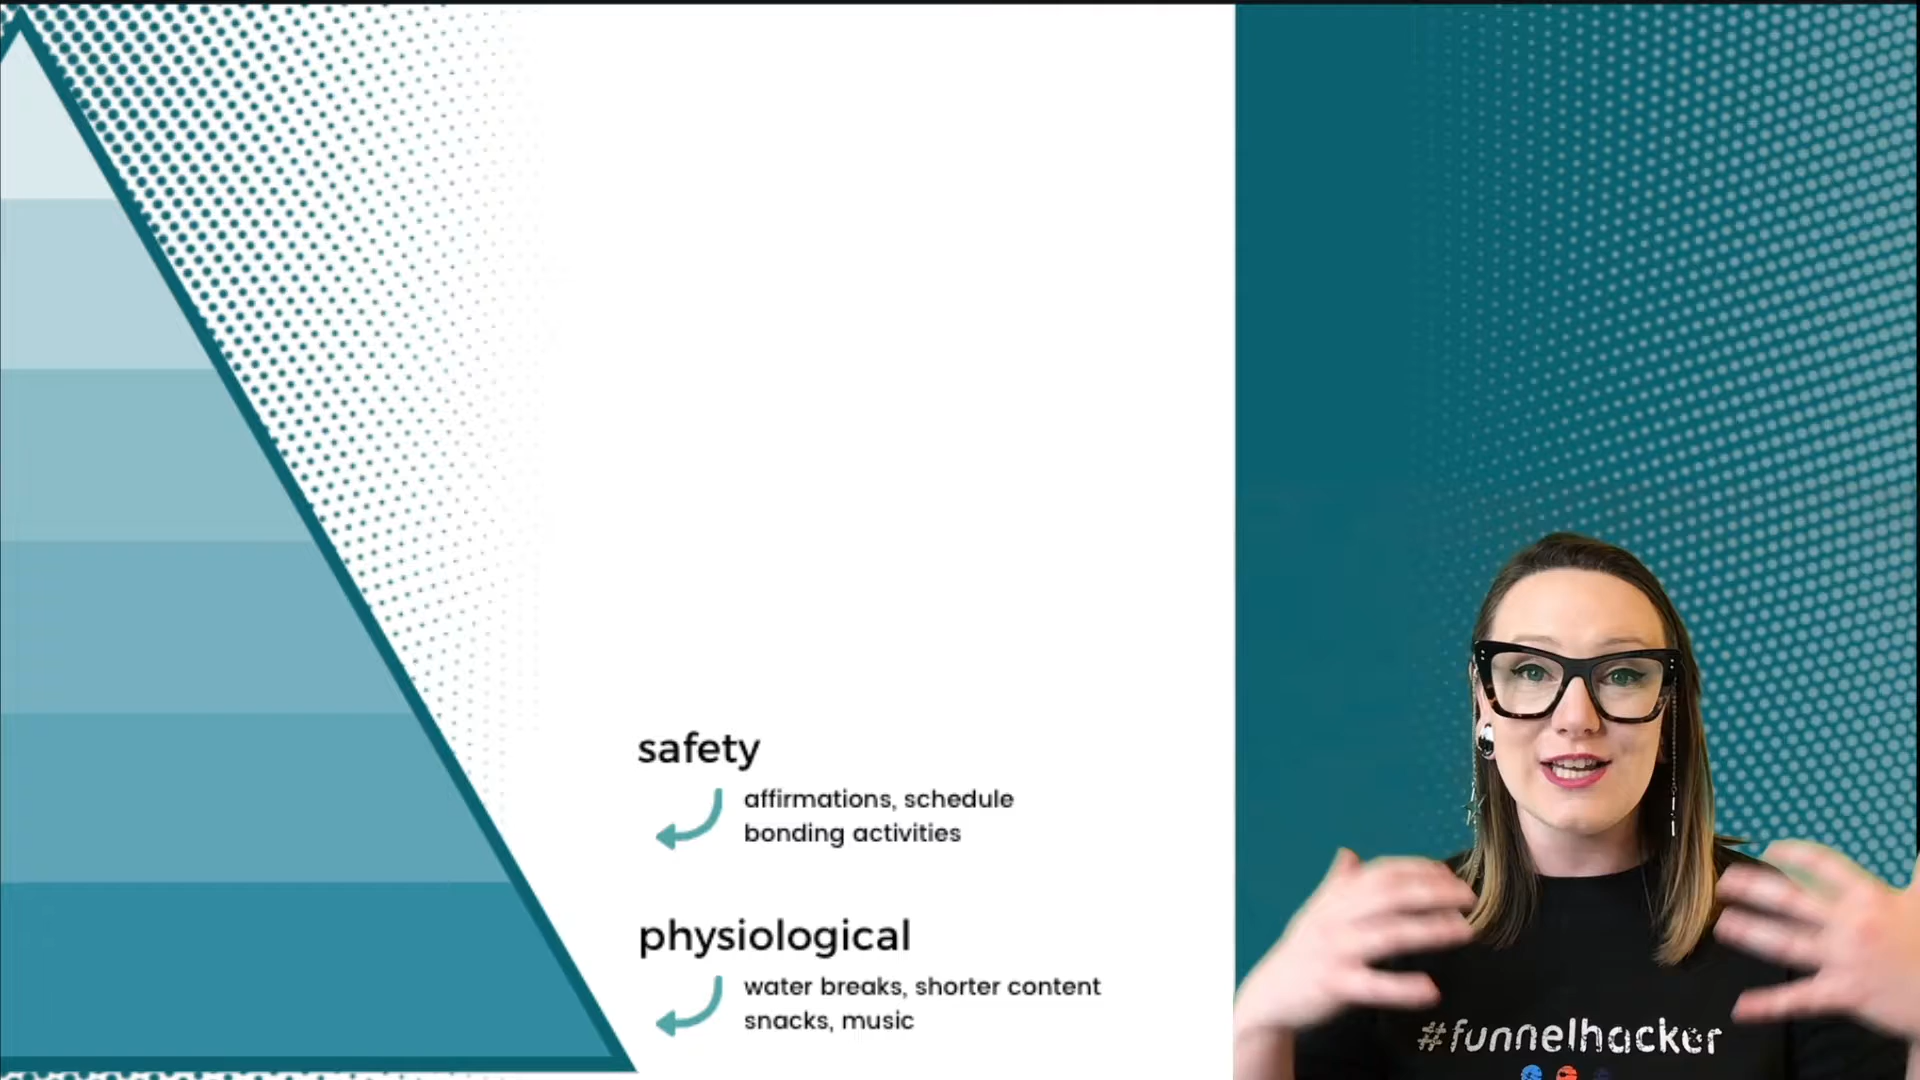 safety
affirmations, schedule
bonding activities
physiological
water breaks, shorter content
snacks, music
#funnelhacker